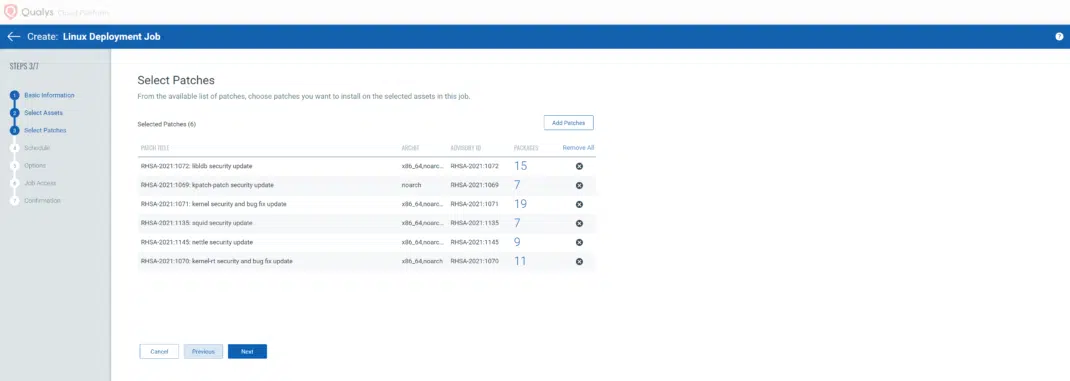 Qualys Cloud Platform
← Create: Linux Deployment Job ?
STEPS 3/7
1 Basic Information
2 Select Assets
3 Select Patches
4 Schedule
5 Options
6 Job Access
7 Confirmation
Select Patches
From the available list of patches, choose patches you want to install on the selected assets in this job.
Selected Patches (6) Add Patches
PATCH TITLE ADVISORY ID PACKAGES Remove All
RHSA-2021:1072: libldb security update x86_64,noarc... RHSA-2021:1072 15
RHSA-2021:1069: kpatch-patch security update noarch RHSA-2021:1069 7
RHSA-2021:1071: kernel security and bug fix update x86_64,noarc... RHSA-2021:1071 19
RHSA-2021:1135: squid security update x86_64,noarc... RHSA-2021:1135 7
RHSA-2021:1145: nettle security update x86_64,noarc... RHSA-2021:1145 9
RHSA-2021:1070: kernel-rt security and bug fix update x86_64,noarch RHSA-2021:1070 11
Cancel Previous Next